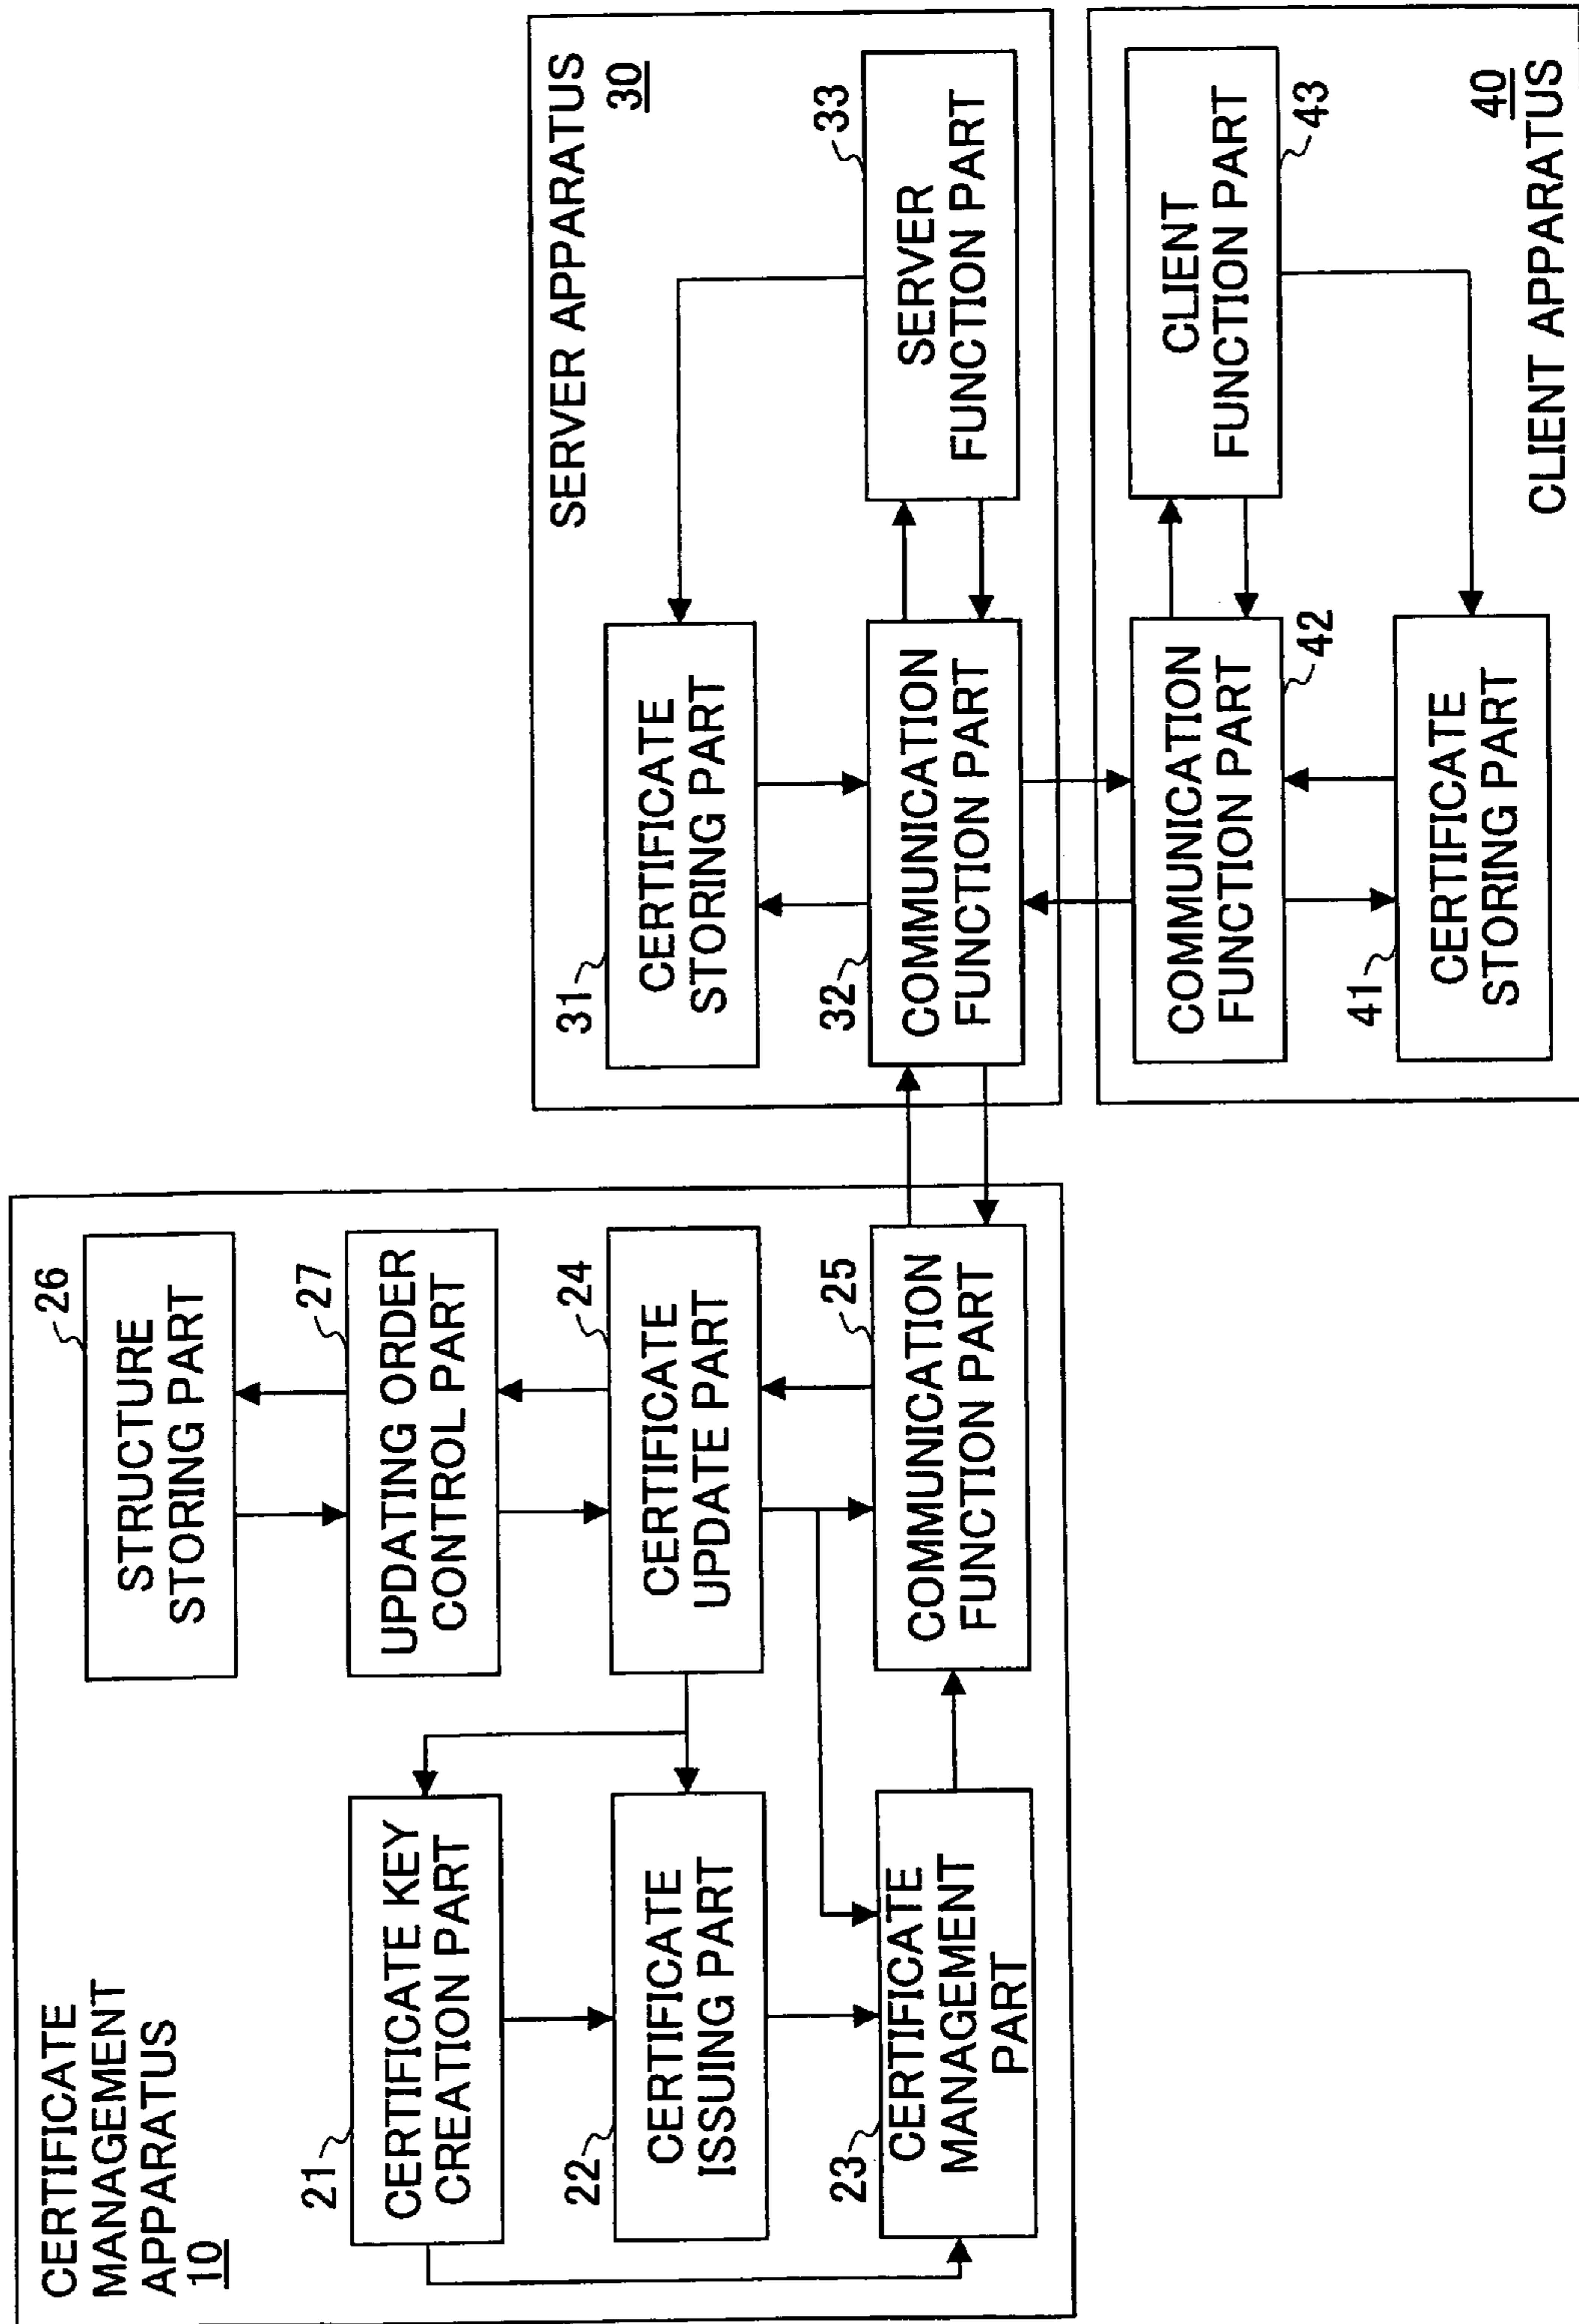 CERTIFICATE
MANAGEMENT
APPARATUS
10
21
CERTIFICATE KEY
CREATION PART
22
CERTIFICATE
ISSUING PART
23
CERTIFICATE
MANAGEMENT
PART
26
STRUCTURE
STORING PART
27
UPDATING ORDER
CONTROL PART
24
CERTIFICATE
UPDATE PART
25
COMMUNICATION
FUNCTION PART
SERVER APPARATUS
30
31
CERTIFICATE
STORING PART
32
COMMUNICATION
FUNCTION PART
33
SERVER
FUNCTION PART
COMMUNICATION
FUNCTION PART
42
CLIENT
FUNCTION PART
43
41
CERTIFICATE
STORING PART
40
CLIENT APPARATUS